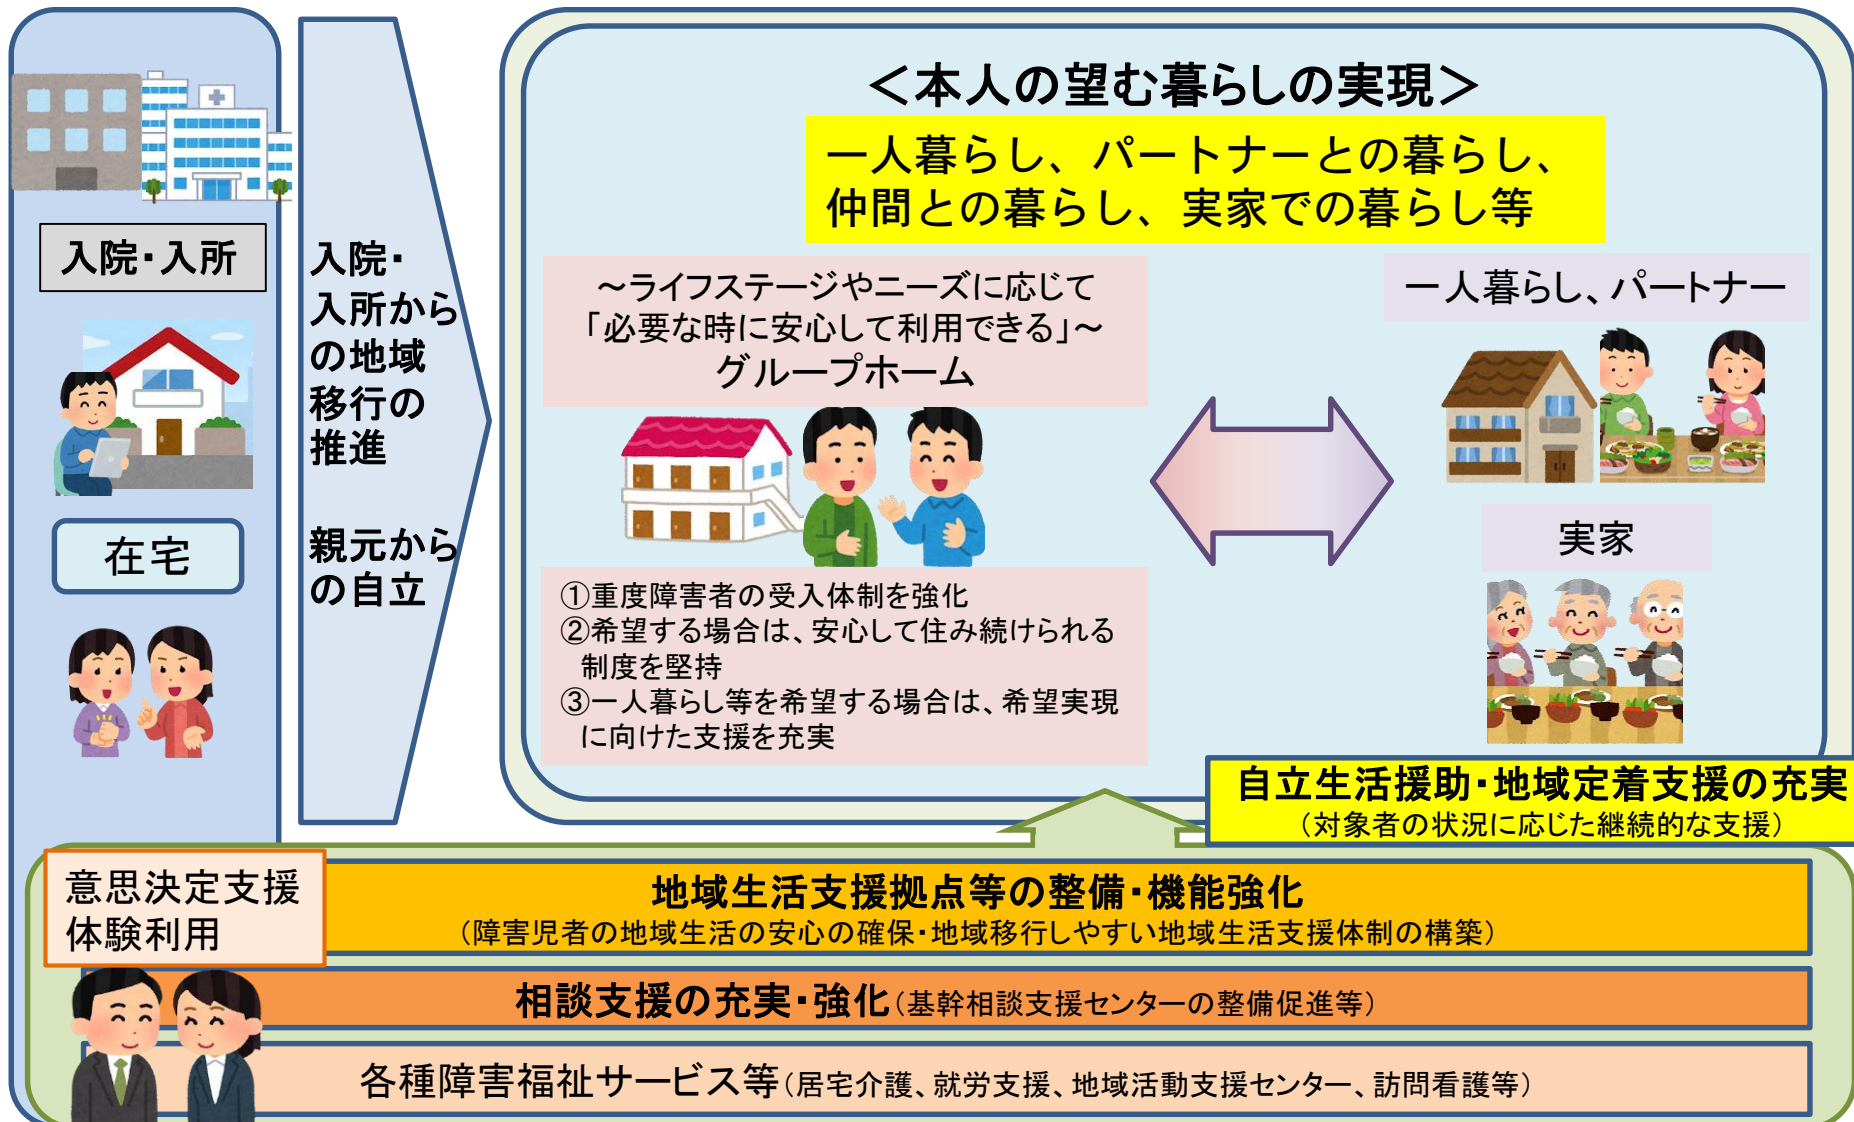 ＜本人の望む暮らしの実現＞
一人暮らし、パートナーとの暮らし、
仲間との暮らし、実家での暮らし等
入院・入所
在宅
入院・
入所から
の地域
移行の
推進
親元から
の自立
～ライフステージやニーズに応じて
「必要な時に安心して利用できる」～
グループホーム
①重度障害者の受入体制を強化
②希望する場合は、安心して住み続けられる
制度を堅持
③一人暮らし等を希望する場合は、希望実現
に向けた支援を充実
一人暮らし、パートナー
実家
自立生活援助・地域定着支援の充実
（対象者の状況に応じた継続的な支援）
意思決定支援
体験利用
地域生活支援拠点等の整備・機能強化
（障害児者の地域生活の安心の確保・地域移行しやすい地域生活支援体制の構築）
相談支援の充実・強化（基幹相談支援センターの整備促進等）
各種障害福祉サービス等（居宅介護、就労支援、地域活動支援センター、訪問看護等）